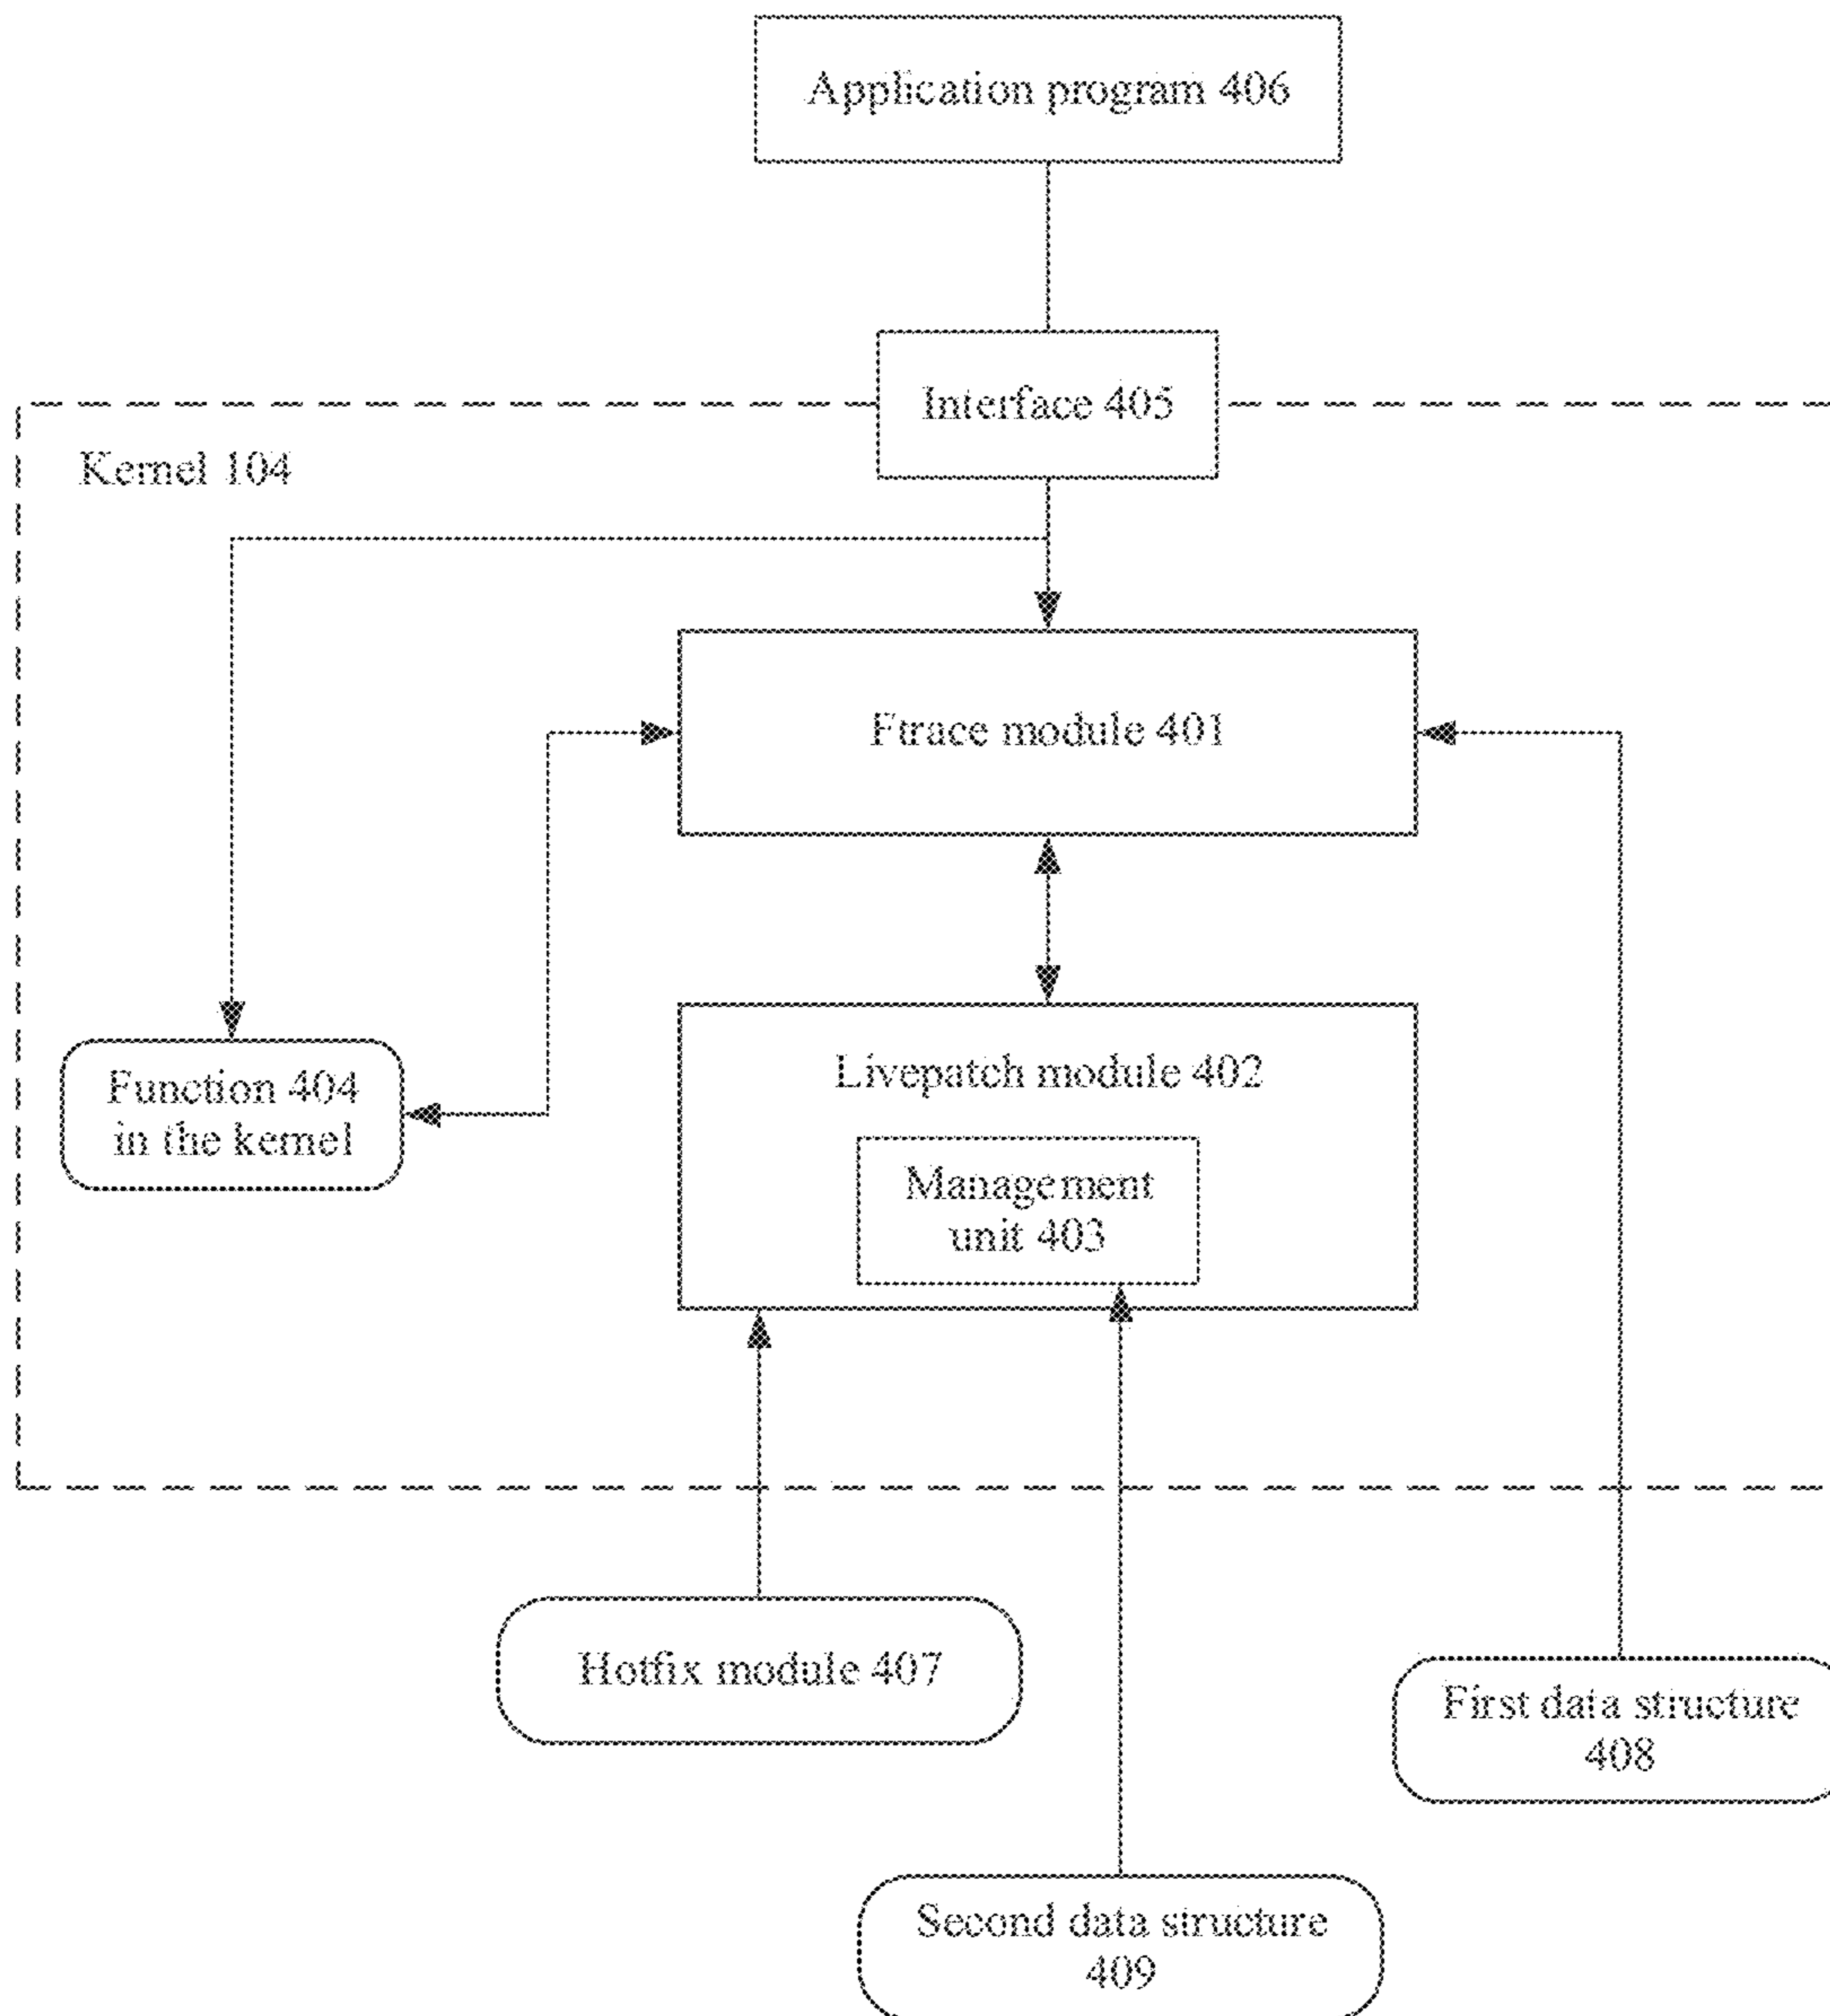 Application program 406
Interface 405
Kernel 104
Ftrace module 401
Livepatch module 402
Function 404
in the kernel
Management
unit 403
Hotfix module 407
First data structure
408
Second data structure
409